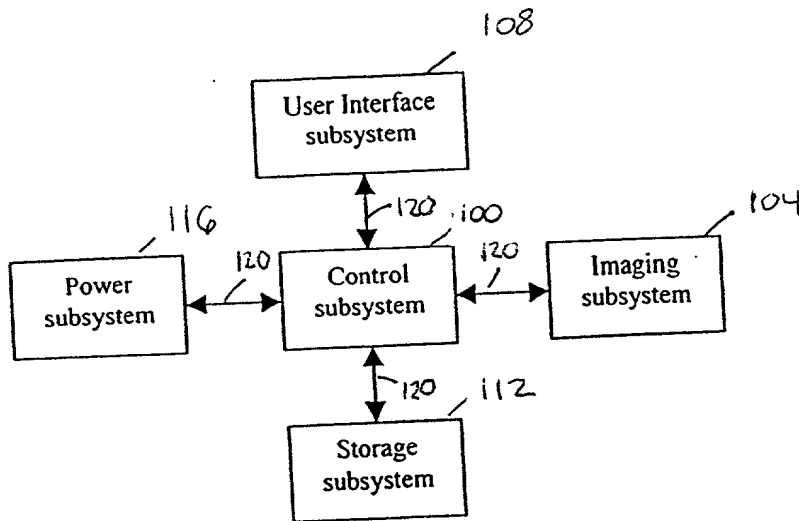 108
User Interface
subsystem
120
100
116
104
120
120
Power
subsystem
Control
subsystem
Imaging
subsystem
120
112
Storage
subsystem